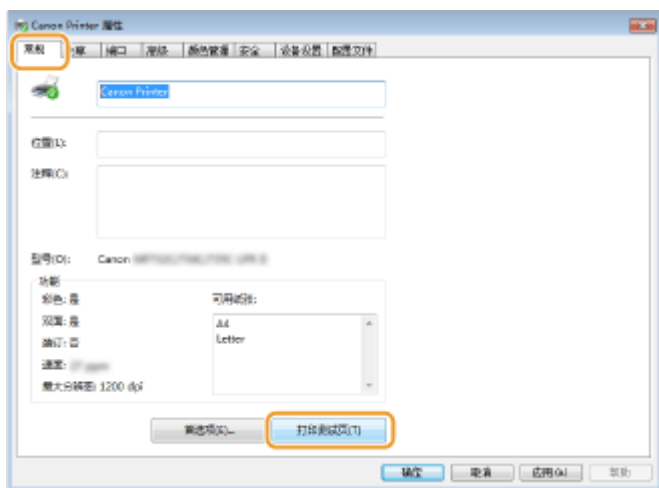 Canon Printer 属性
常规 共享 端口 高级 颜色管理 安全 设备设置 配置文件
Canon Printer
位置(L):
注释(C):
型号(O): Canon
功能
彩色: 是 可用纸张:
双面: 是 A4
装订: 否 Letter
速度:
最大分辨率: 1200 dpi
首选项(E)... 打印测试页(T)
确定 取消 应用(A) 帮助